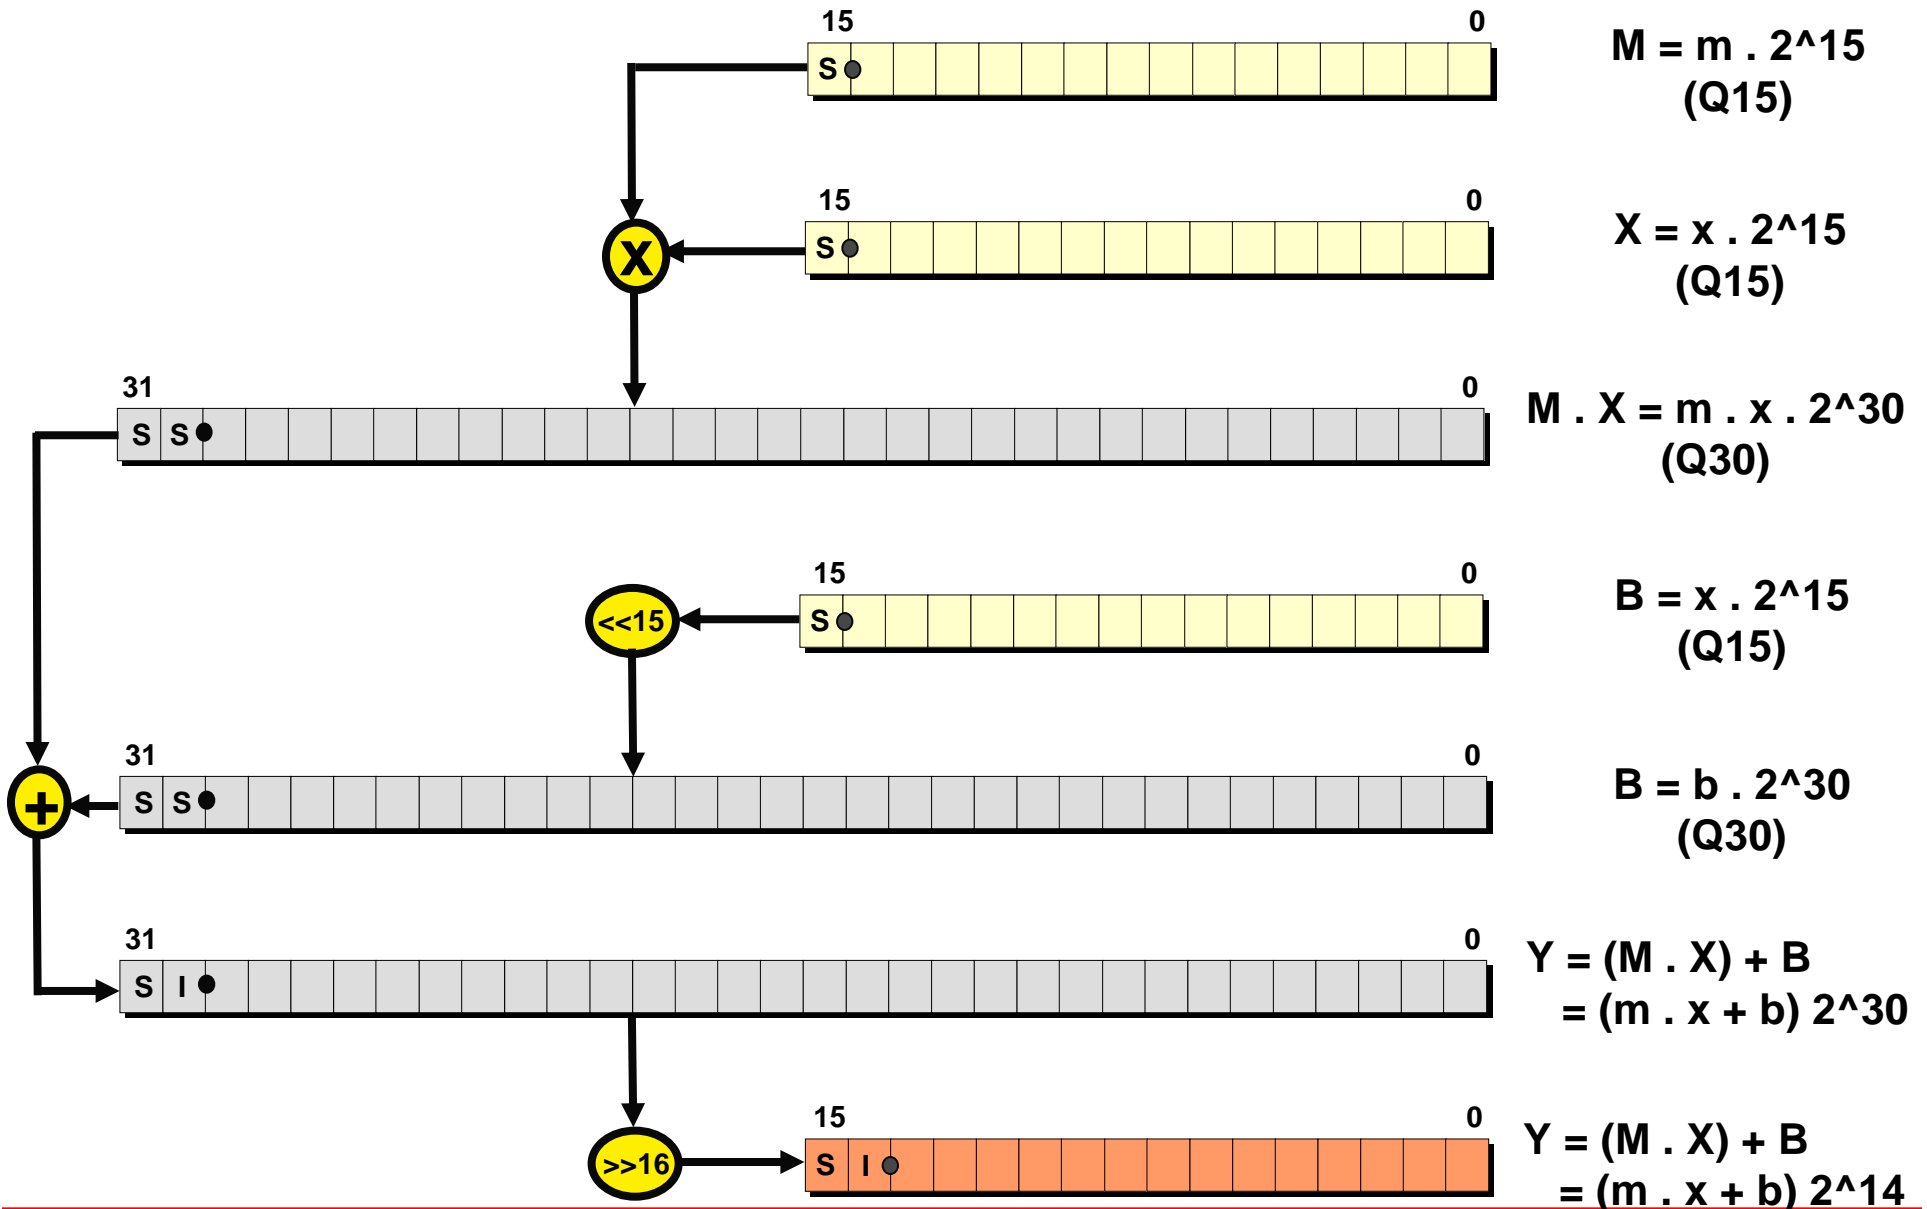 15 0
M = m . 2^15
(Q15)
S
15 0
X = x . 2^15
(Q15)
S
X
31 0
M . X = m . x . 2^30
(Q30)
S S
15 0
B = x . 2^15
(Q15)
<<15
S
31 0
B = b . 2^30
(Q30)
S S
+
31 0
Y = (M . X) + B
= (m . x + b) 2^30
S I
15 0
Y = (M . X) + B
= (m . x + b) 2^14
>>16
S I